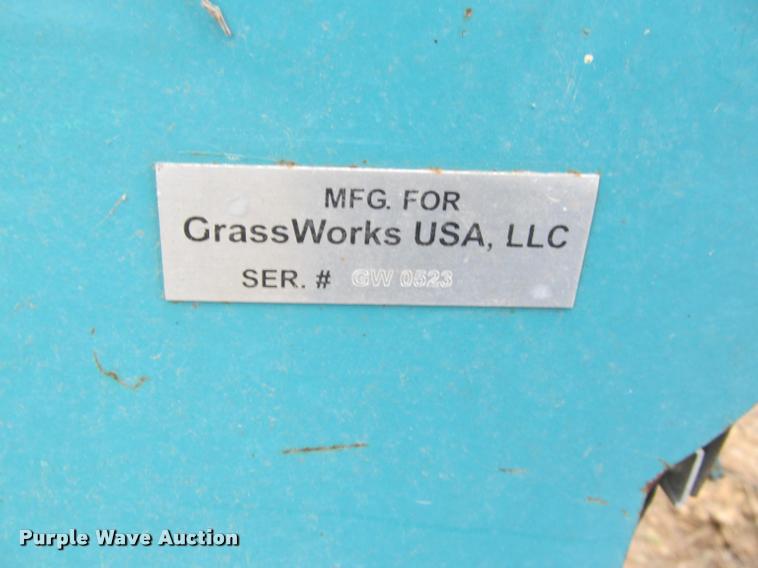 MFG. FOR
GrassWorks USA, LLC
SER. # GW 0523
Purple Wave Auction